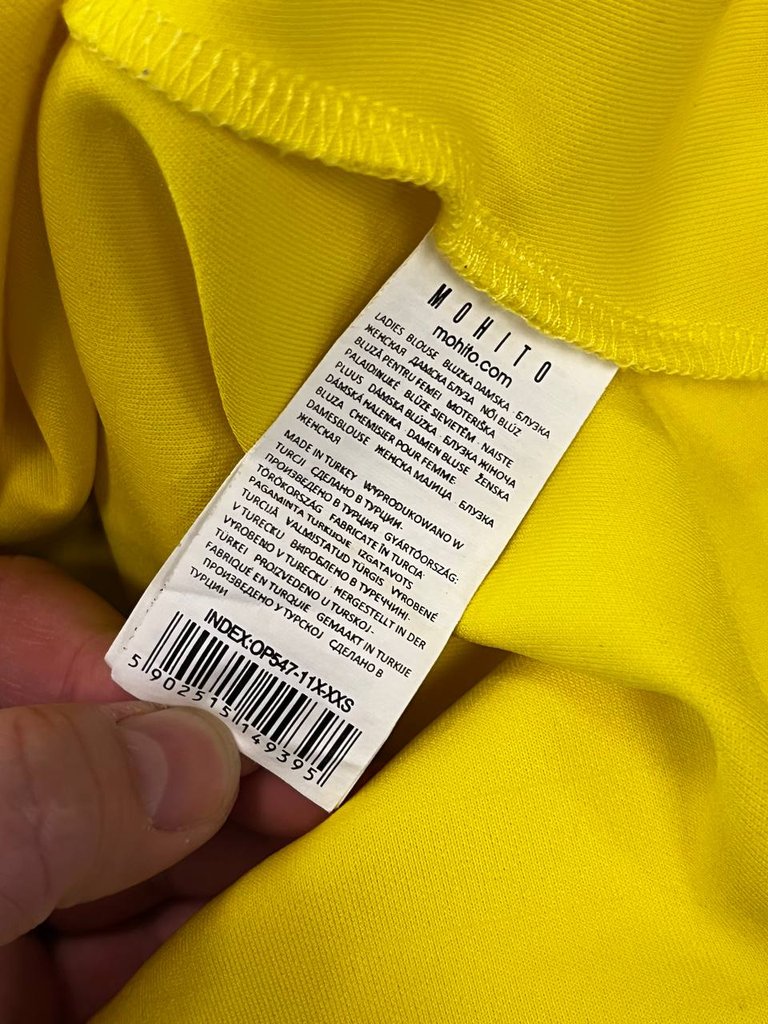 MOHITO
mohito.com
LADIES BLOUSE BLUZKA DAMSKA БЛУЗКА
ЖЕНСКАЯ ДАМСКА БЛУЗА NŐI BLÚZ
BLUZĂ PENTRU FEMEI MOTERIŠKA
PALAIDINUKĖ BLŪZE SIEVIETĒM NAISTE
PLUUS DÁMSKA BLÚZKA БЛУЗКА ЖІНОЧА
DÁMSKÁ HALENKA DAMEN BLUSE ŽENSKA
BLUZA CHEMISIER POUR FEMME
DAMESBLOUSE ЖЕНСКА МАИЦА БЛУЗКА
ЖЕНСКАЯ
MADE IN TURKEY WYPRODUKOWANO W
TURCJI СДЕЛАНО В ТУРЦИИ
ПРОИЗВЕДЕНО В ТУРЦИЯ GYÁRTÓORSZÁG:
TÖRÖKORSZÁG FABRICATE ÎN TURCIA
PAGAMINTA TURKIJOJE IZGATAVOTS
TURCIJĀ VALMISTATUD TÜRGIS VYROBENÉ
V TURECKU ВИРОБЛЕНО В ТУРЕЧЧИНІ
VYROBENO V TURECKU HERGESTELLT IN DER
TÜRKEI PROIZVEDENO U TURSKOJ
FABRIQUÉ EN TURQUIE GEMAAKT IN TURKIJE
ПРОИЗВЕДЕНО У ТУРСКОЈ СДЕЛАНО В
ТУРЦИИ
INDEX:OP547-11X-XXS
5 902515 149395